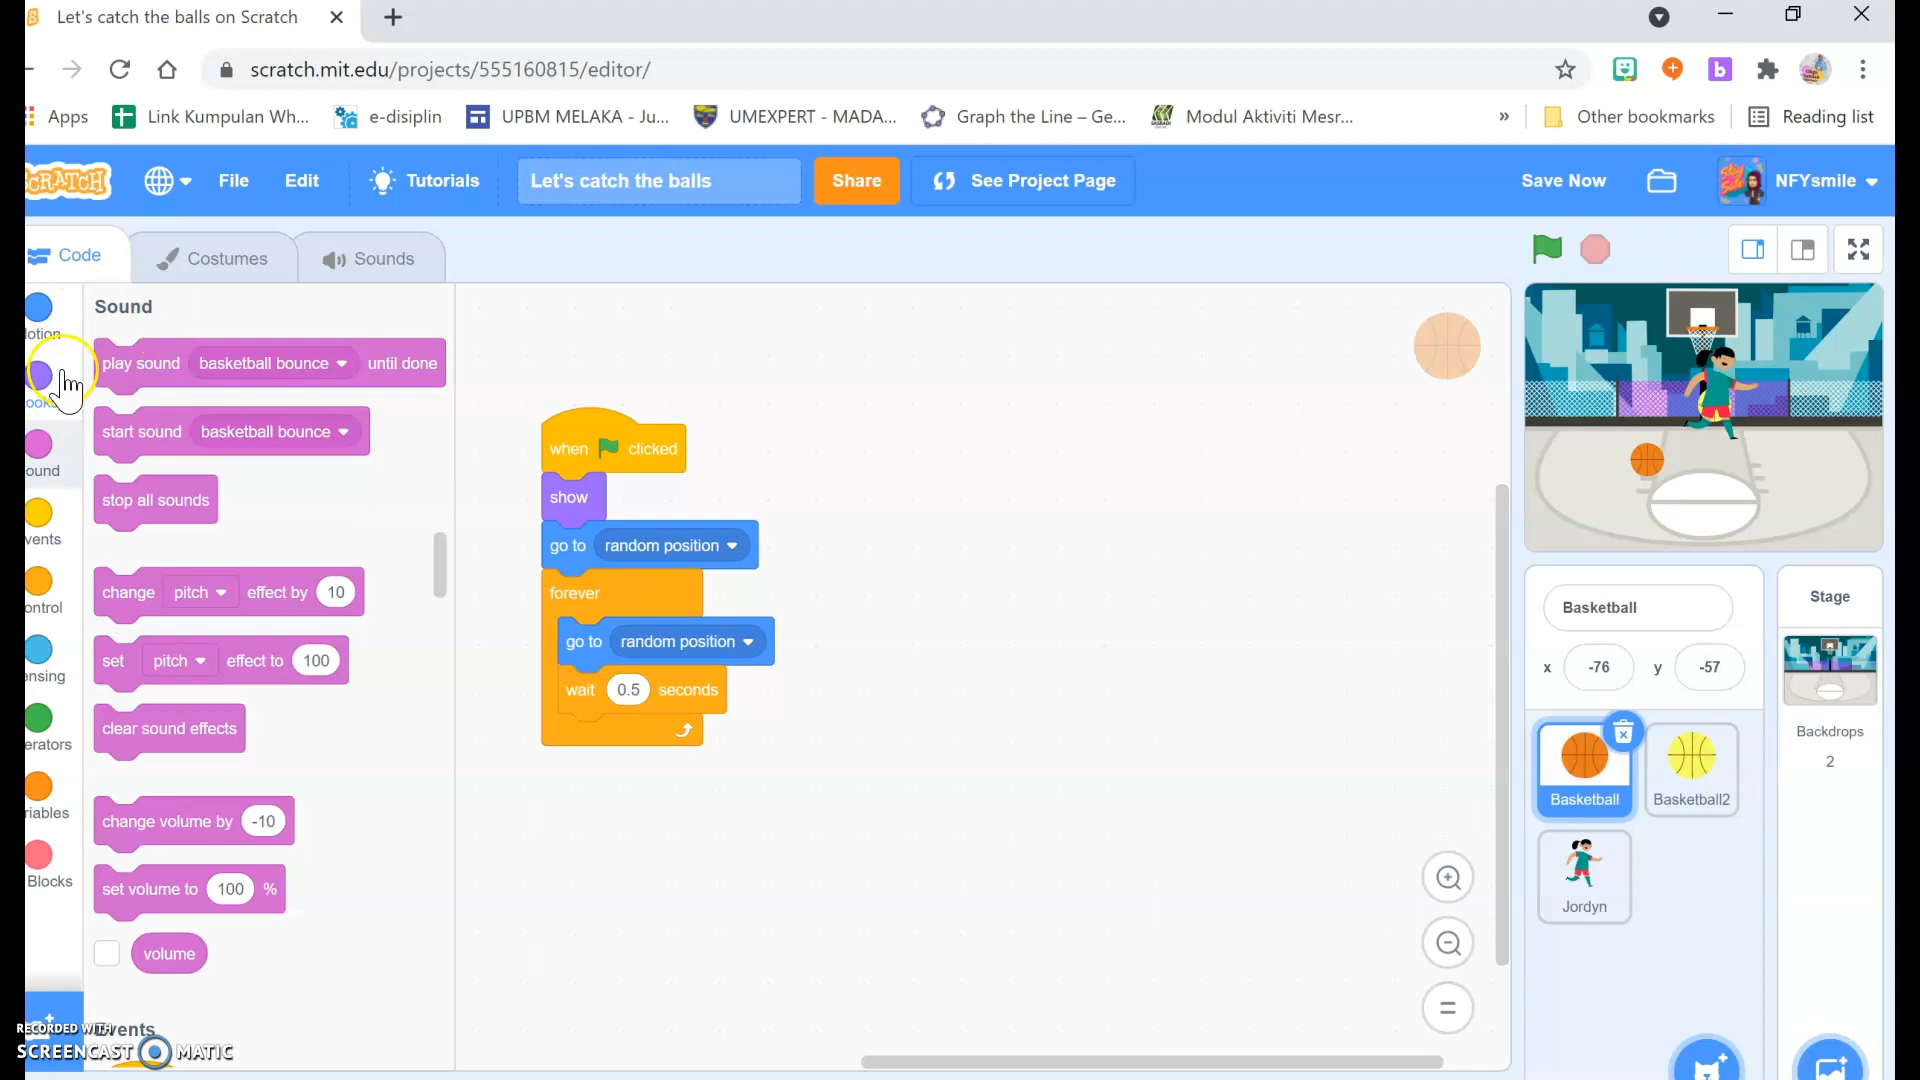 Let's catch the balls on Scratch
scratch.mit.edu/projects/555160815/editor/
Apps
Link Kumpulan Wh...
e-disiplin
UPBM MELAKA - Ju...
UMEXPERT - MADA...
Graph the Line – Ge...
Modul Aktiviti Mesr...
»
Other bookmarks
Reading list
SCRATCH
File
Edit
Tutorials
Let's catch the balls
Share
See Project Page
Save Now
NFYsmile
Code
Costumes
Sounds
otion
ooks
ound
vents
ontrol
ensing
erators
riables
Blocks
Sound
play sound basketball bounce until done
start sound basketball bounce
stop all sounds
change pitch effect by 10
set pitch effect to 100
clear sound effects
change volume by -10
set volume to 100 %
volume
Events
when clicked
show
go to random position
forever
go to random position
wait 0.5 seconds
Basketball
x -76 y -57
Basketball
Basketball2
Jordyn
Stage
Backdrops
2
RECORDED WITH
SCREENCAST MATIC